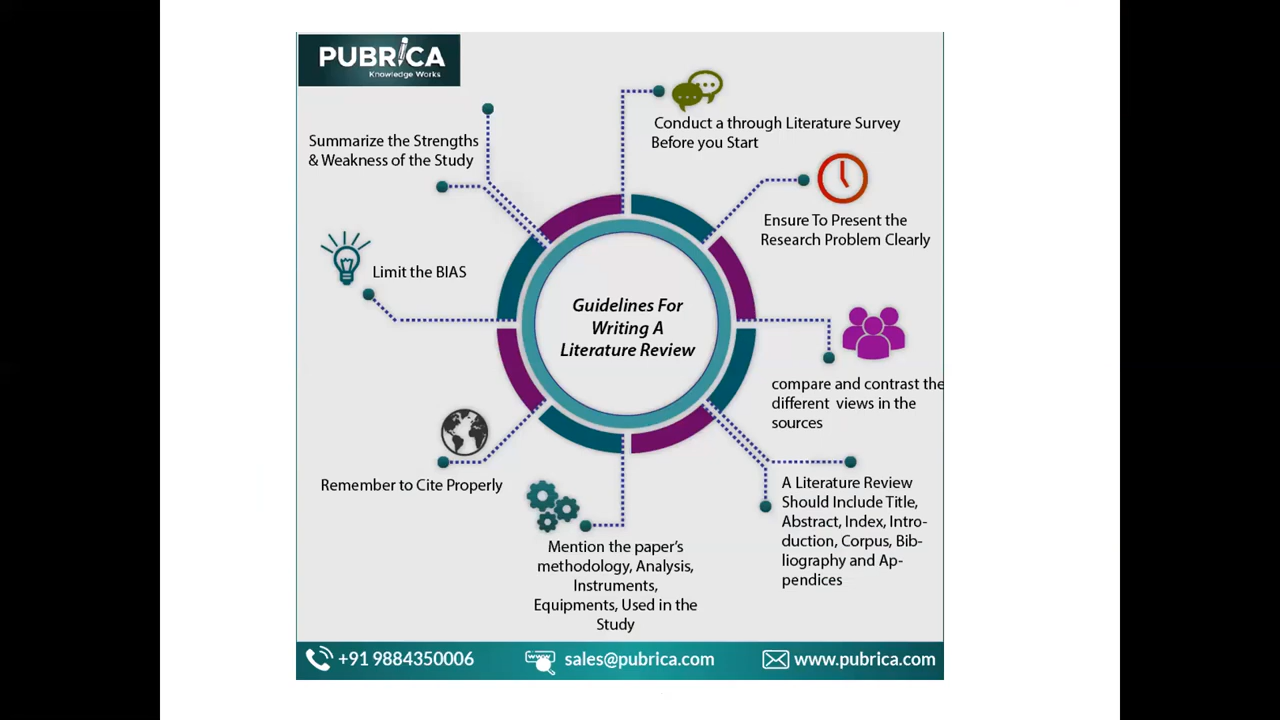 PUBRICA
Knowledge Works
Conduct a through Literature Survey
Before you Start
Ensure To Present the
Research Problem Clearly
compare and contrast the
different views in the
sources
A Literature Review
Should Include Title,
Abstract, Index, Intro-
duction, Corpus, Bib-
liography and Ap-
pendices
Mention the paper's
methodology, Analysis,
Instruments,
Equipments, Used in the
Study
Remember to Cite Properly
Limit the BIAS
Summarize the Strengths
& Weakness of the Study
Guidelines For
Writing A
Literature Review
+91 9884350006
www
sales@pubrica.com
www.pubrica.com